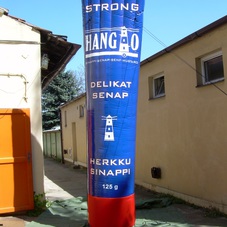 STRONG
HANGÖ
DELIKAT
SENAP
HERKKU
SINAPPI
125 g